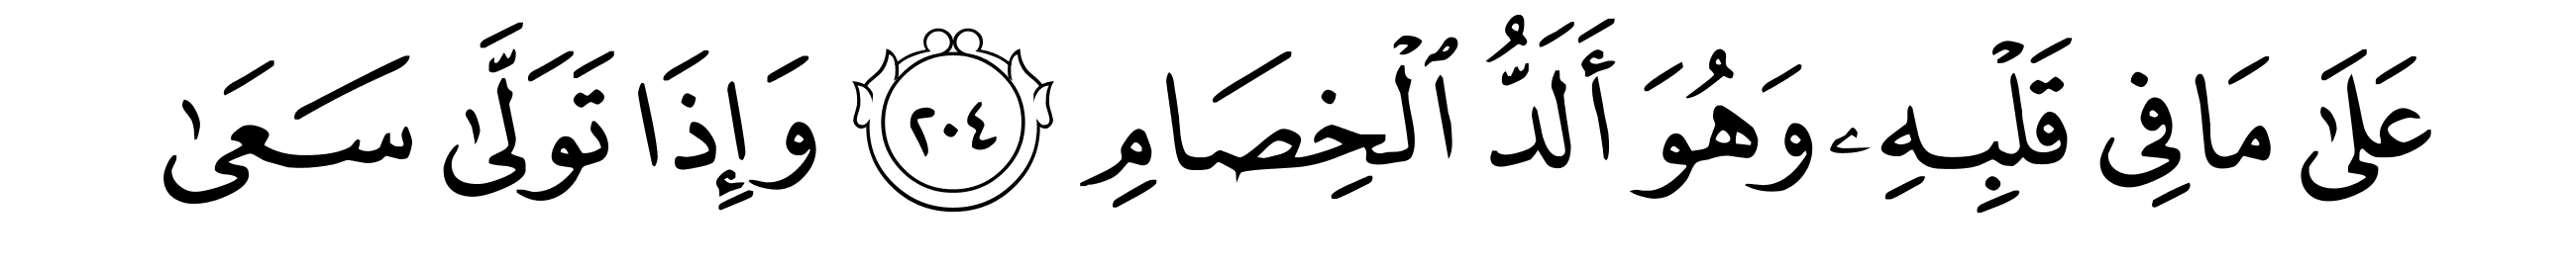 عَلَىٰ مَا فِي قَلْبِهِۦ وَهُوَ أَلَدُّ ٱلْخِصَامِ ٢٠٤ وَإِذَا تَوَلَّىٰ سَعَىٰ